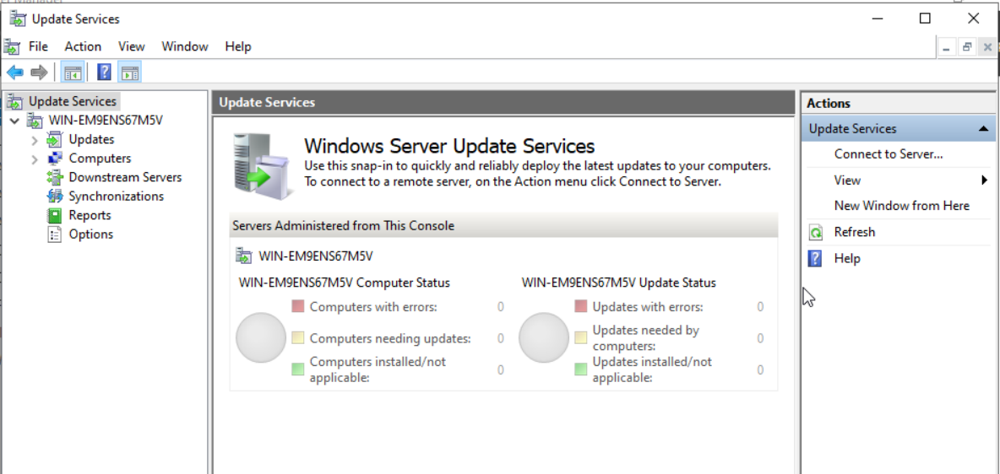 Update Services
File Action View Window Help
Update Services
WIN-EM9ENS67M5V
Updates
Computers
Downstream Servers
Synchronizations
Reports
Options
Update Services
Windows Server Update Services
Use this snap-in to quickly and reliably deploy the latest updates to your computers.
To connect to a remote server, on the Action menu click Connect to Server.
Servers Administered from This Console
WIN-EM9ENS67M5V
WIN-EM9ENS67M5V Computer Status
Computers with errors: 0
Computers needing updates: 0
Computers installed/not
applicable: 0
WIN-EM9ENS67M5V Update Status
Updates with errors: 0
Updates needed by
computers: 0
Updates installed/not
applicable: 0
Actions
Update Services
Connect to Server...
View
New Window from Here
Refresh
Help